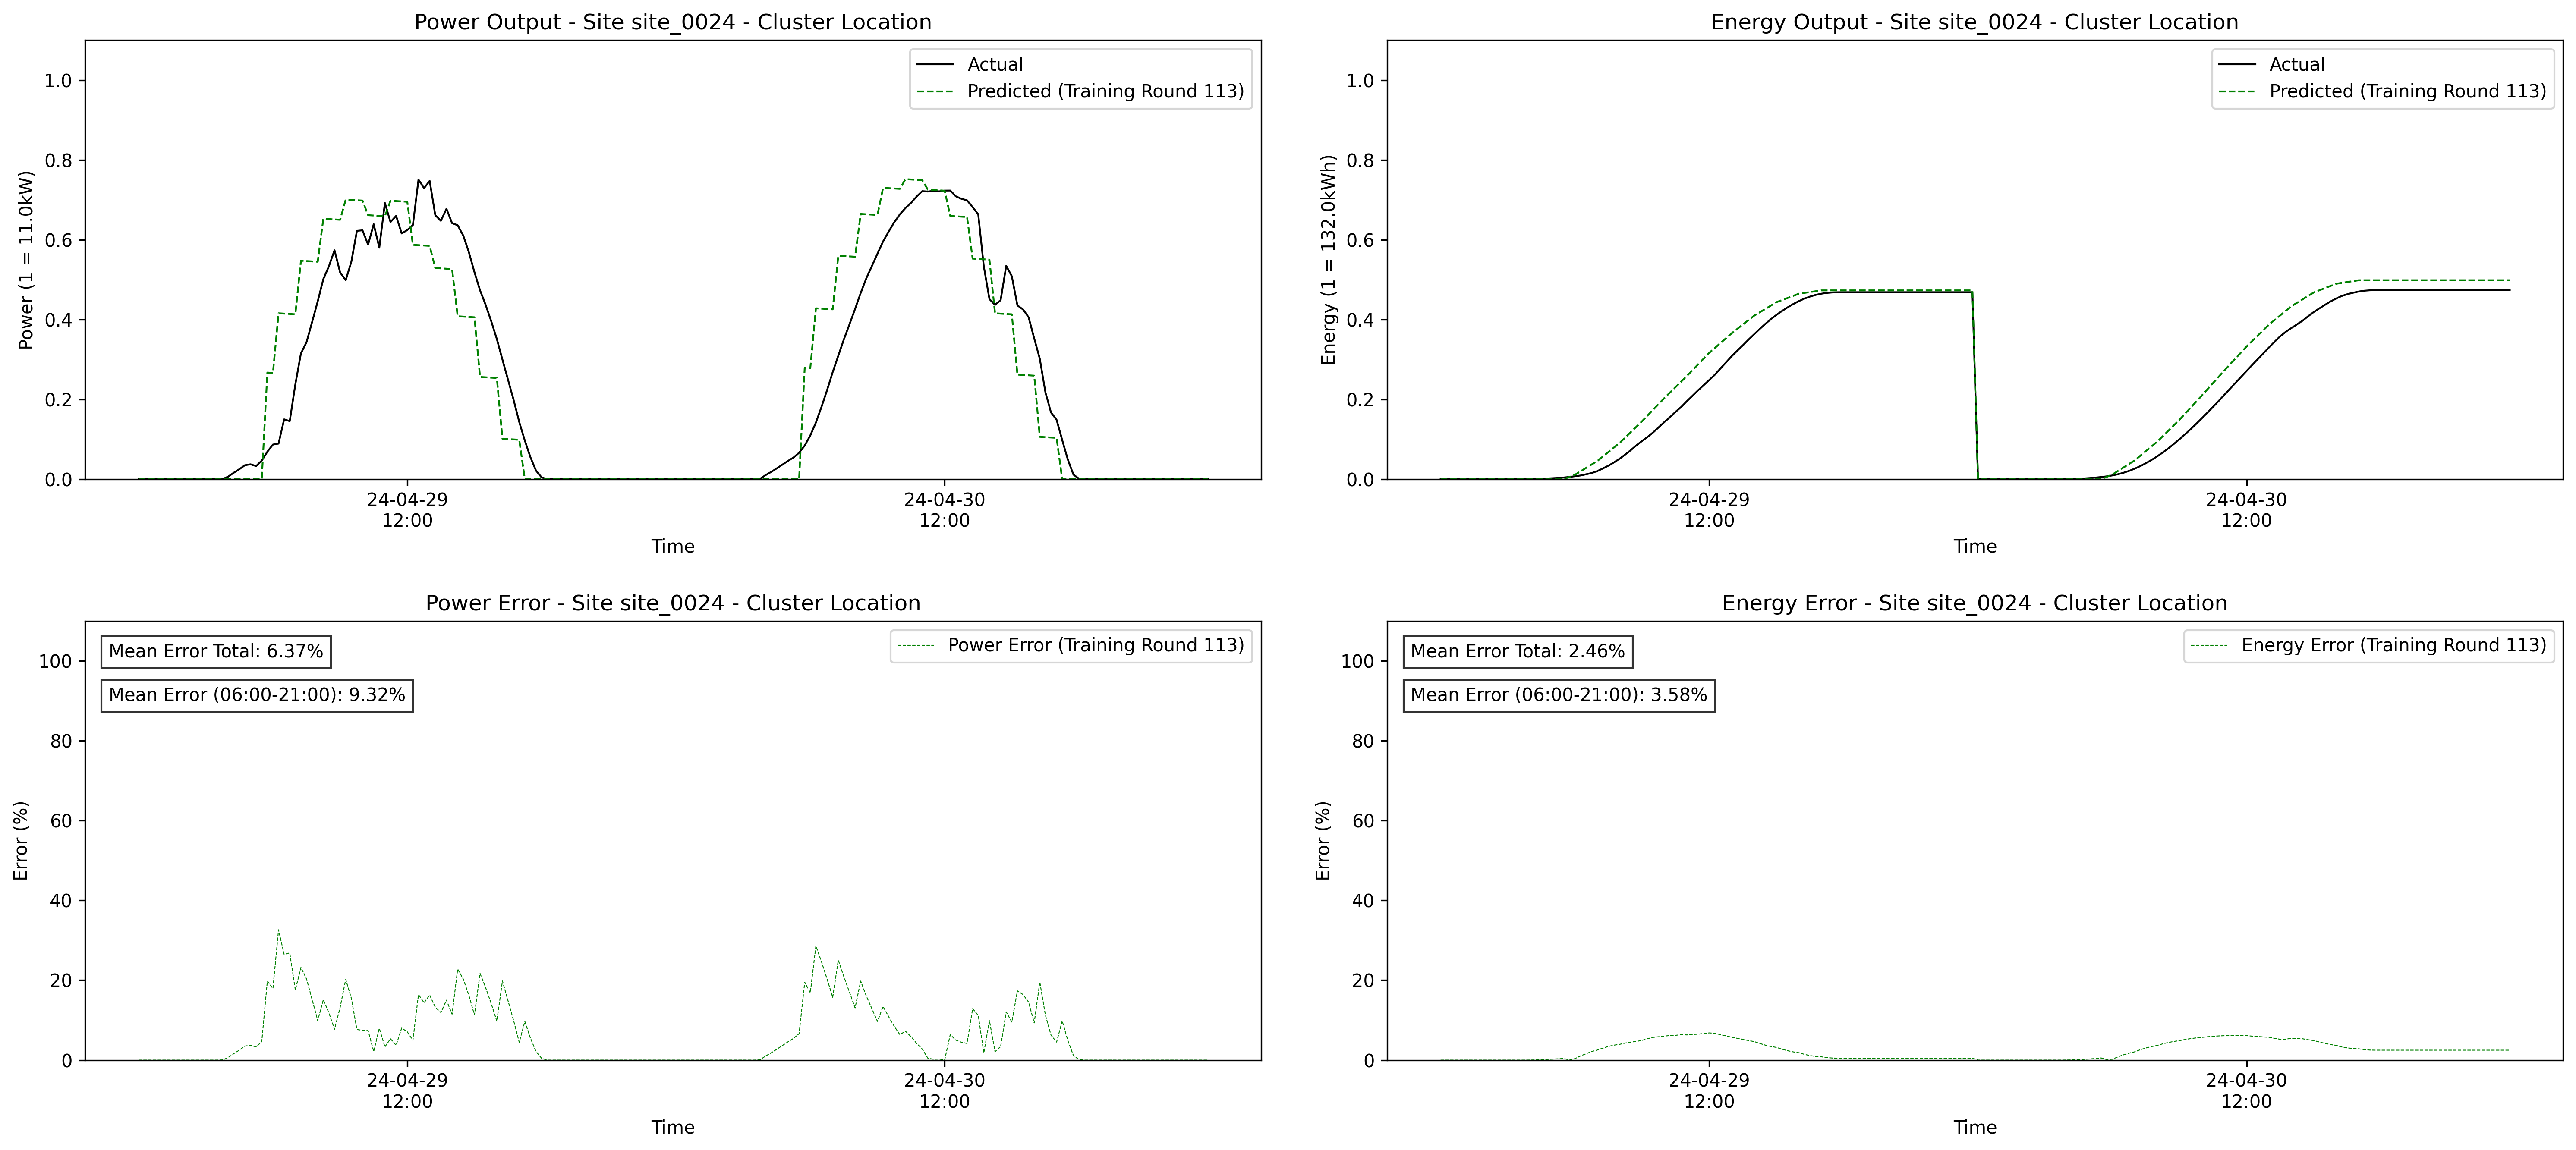 Power Output - Site site_0024 - Cluster Location
Actual
Predicted (Training Round 113)
Power (1 = 11.0kW)
1.0
0.8
0.6
0.4
0.2
0.0
24-04-29
12:00
24-04-30
12:00
Time
Energy Output - Site site_0024 - Cluster Location
Actual
Predicted (Training Round 113)
Energy (1 = 132.0kWh)
1.0
0.8
0.6
0.4
0.2
0.0
24-04-29
12:00
24-04-30
12:00
Time
Power Error - Site site_0024 - Cluster Location
Mean Error Total: 6.37%
Mean Error (06:00-21:00): 9.32%
Power Error (Training Round 113)
Error (%)
100
80
60
40
20
0
24-04-29
12:00
24-04-30
12:00
Time
Energy Error - Site site_0024 - Cluster Location
Mean Error Total: 2.46%
Mean Error (06:00-21:00): 3.58%
Energy Error (Training Round 113)
Error (%)
100
80
60
40
20
0
24-04-29
12:00
24-04-30
12:00
Time